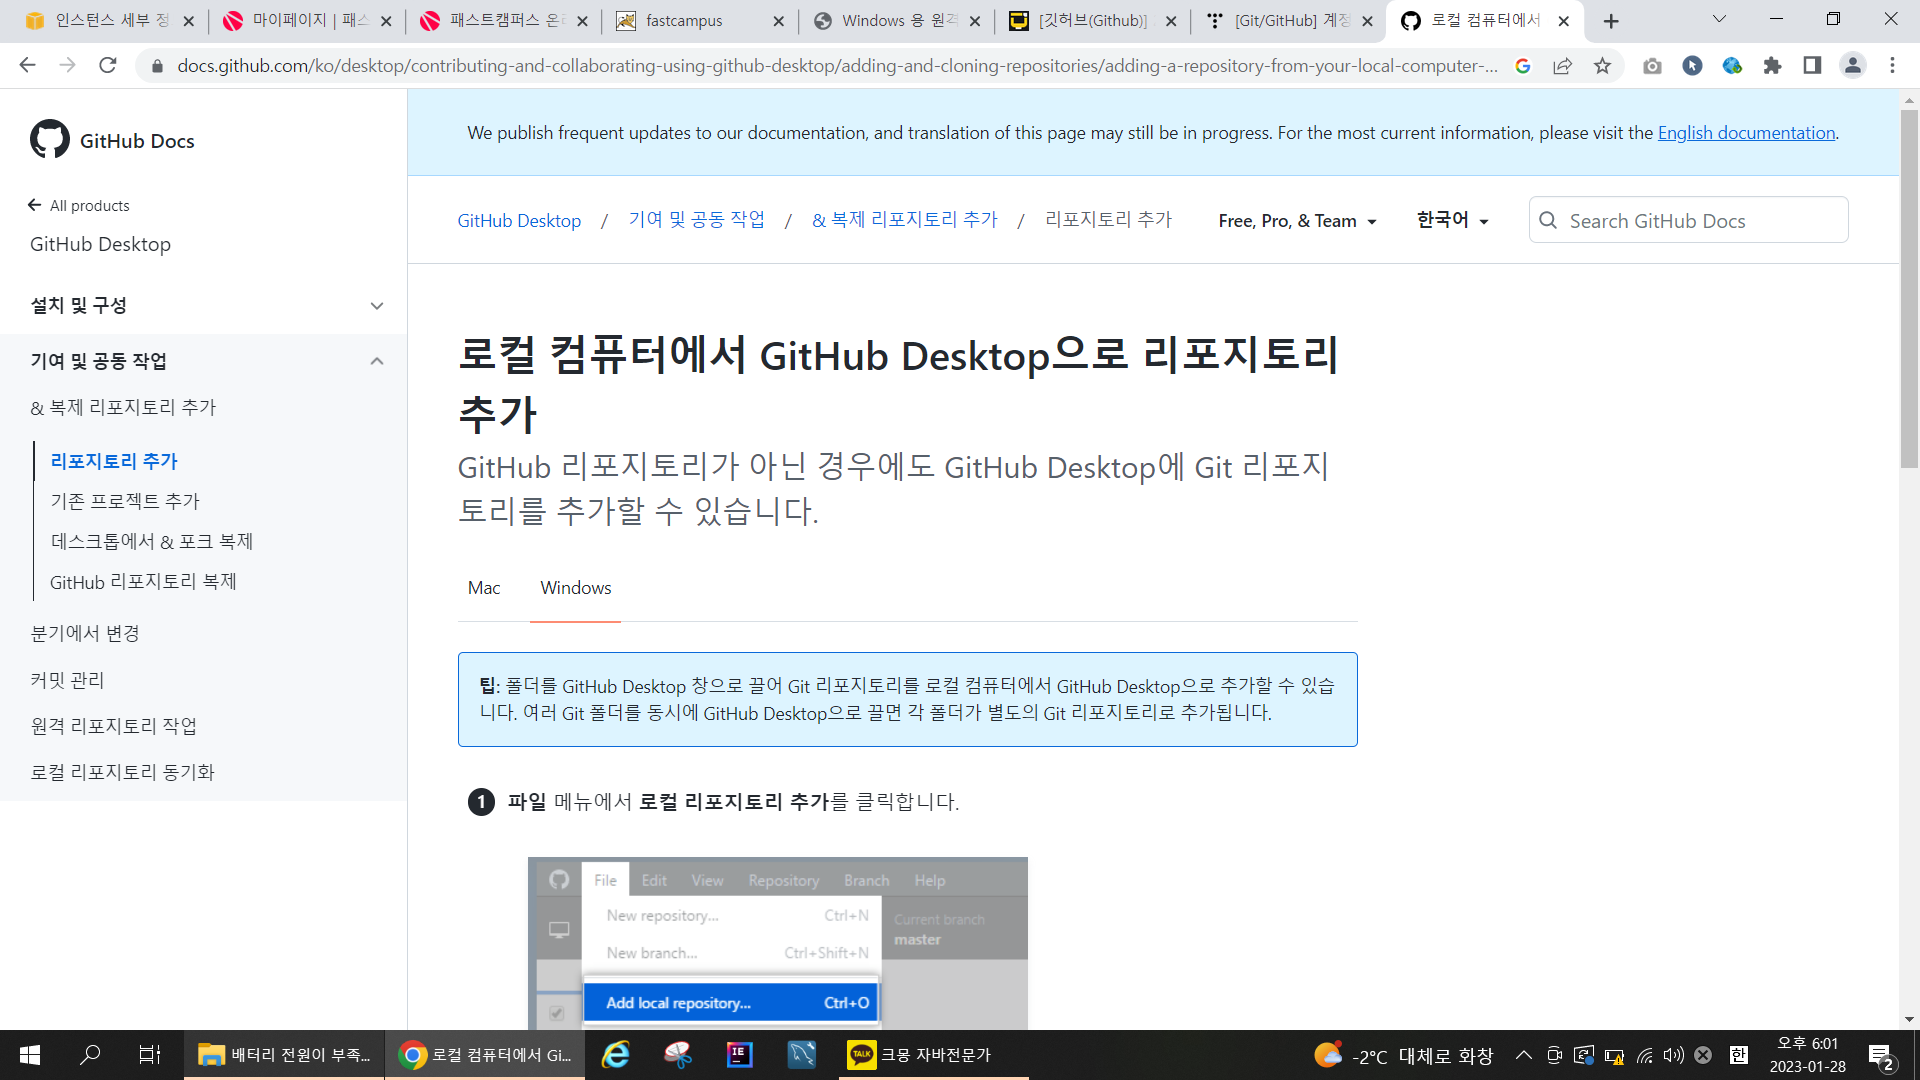 인스턴스 세부 정
마이페이지 | 패스
패스트캠퍼스 온
fastcampus
Windows 용 원격
[깃허브(Github)]
[Git/GitHub] 계정
로컬 컴퓨터에서
docs.github.com/ko/desktop/contributing-and-collaborating-using-github-desktop/adding-and-cloning-repositories/adding-a-repository-from-your-local-computer-...
GitHub Docs
All products
GitHub Desktop
설치 및 구성
기여 및 공동 작업
& 복제 리포지토리 추가
리포지토리 추가
기존 프로젝트 추가
데스크톱에서 & 포크 복제
GitHub 리포지토리 복제
분기에서 변경
커밋 관리
원격 리포지토리 작업
로컬 리포지토리 동기화
We publish frequent updates to our documentation, and translation of this page may still be in progress. For the most current information, please visit the English documentation.
GitHub Desktop / 기여 및 공동 작업 / & 복제 리포지토리 추가 / 리포지토리 추가
Free, Pro, & Team
한국어
Search GitHub Docs
로컬 컴퓨터에서 GitHub Desktop으로 리포지토리
추가
GitHub 리포지토리가 아닌 경우에도 GitHub Desktop에 Git 리포지
토리를 추가할 수 있습니다.
Mac
Windows
팁: 폴더를 GitHub Desktop 창으로 끌어 Git 리포지토리를 로컬 컴퓨터에서 GitHub Desktop으로 추가할 수 있습
니다. 여러 Git 폴더를 동시에 GitHub Desktop으로 끌면 각 폴더가 별도의 Git 리포지토리로 추가됩니다.
1 파일 메뉴에서 로컬 리포지토리 추가를 클릭합니다.
File Edit View Repository Branch Help
New repository... Ctrl+N
Current branch
master
New branch... Ctrl+Shift+N
Add local repository... Ctrl+O
배터리 전원이 부족...
로컬 컴퓨터에서 Gi...
IE
TALK
크몽 자바전문가
-2°C 대체로 화창
한
오후 6:01
2023-01-28
2